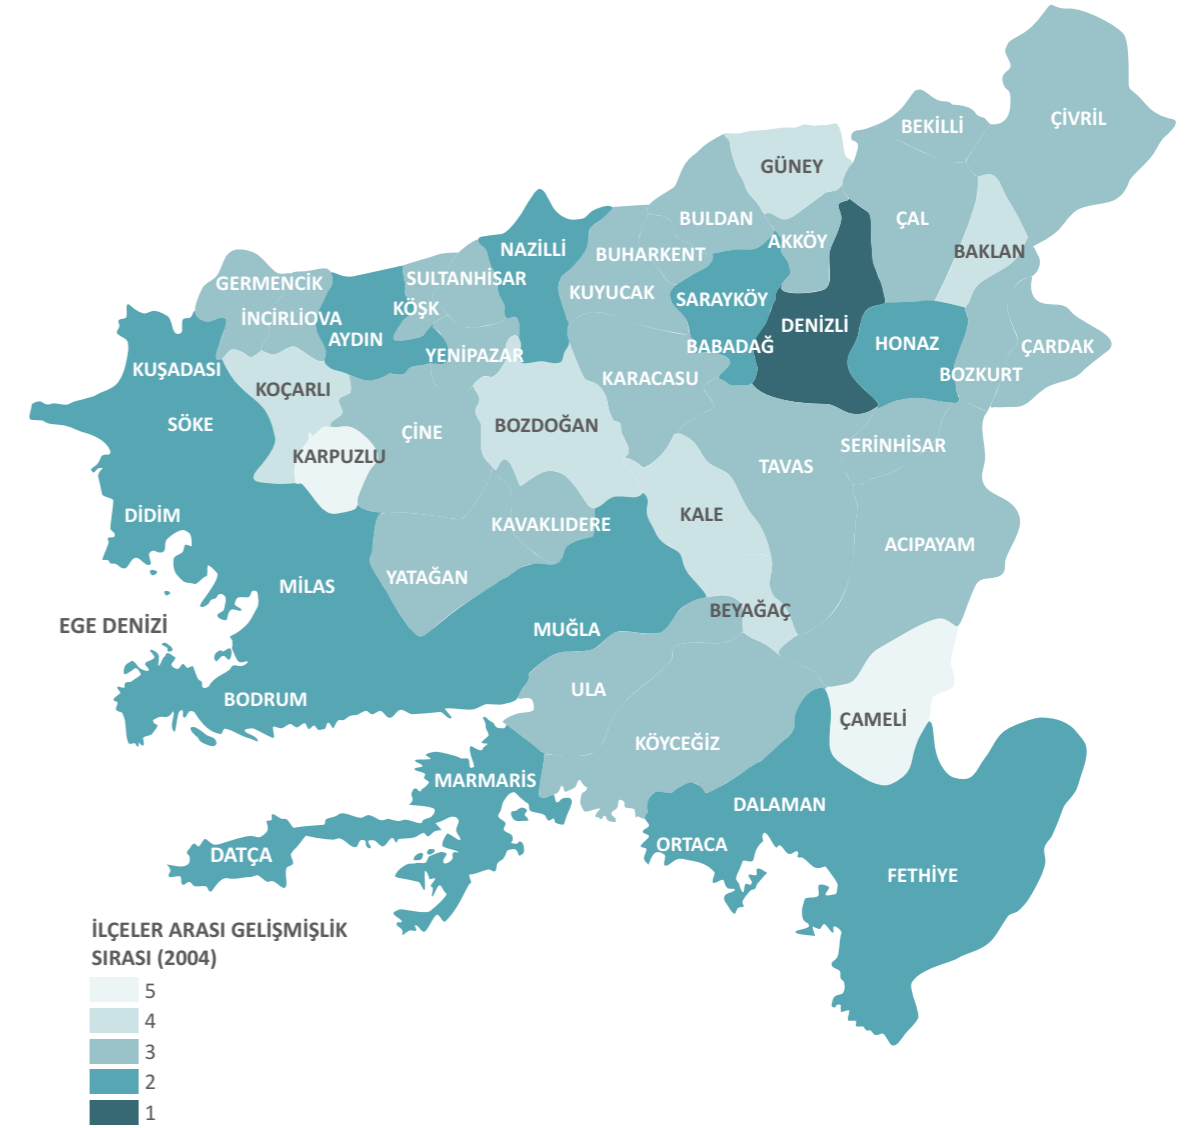 ÇİVRİL
BEKİLLİ
GÜNEY
BULDAN
ÇAL
AKKÖY
BAKLAN
NAZİLLİ
BUHARKENT
SULTANHİSAR
GERMENCİK
KUYUCAK
SARAYKÖY
KÖŞK
İNCİRLİOVA
DENİZLİ
AYDIN
HONAZ
BABADAĞ
ÇARDAK
YENİPAZAR
KUŞADASI
BOZKURT
KARACASU
KOÇARLI
SÖKE
BOZDOĞAN
ÇİNE
SERİNHİSAR
KARPUZLU
TAVAS
DİDİM
KALE
KAVAKLIDERE
ACIPAYAM
YATAĞAN
MİLAS
BEYAĞAÇ
EGE DENİZİ
MUĞLA
ULA
BODRUM
ÇAMELİ
KÖYCEĞİZ
MARMARİS
DALAMAN
ORTACA
DATÇA
FETHİYE
İLÇELER ARASI GELİŞMİŞLİK
SIRASI (2004)
5
4
3
2
1